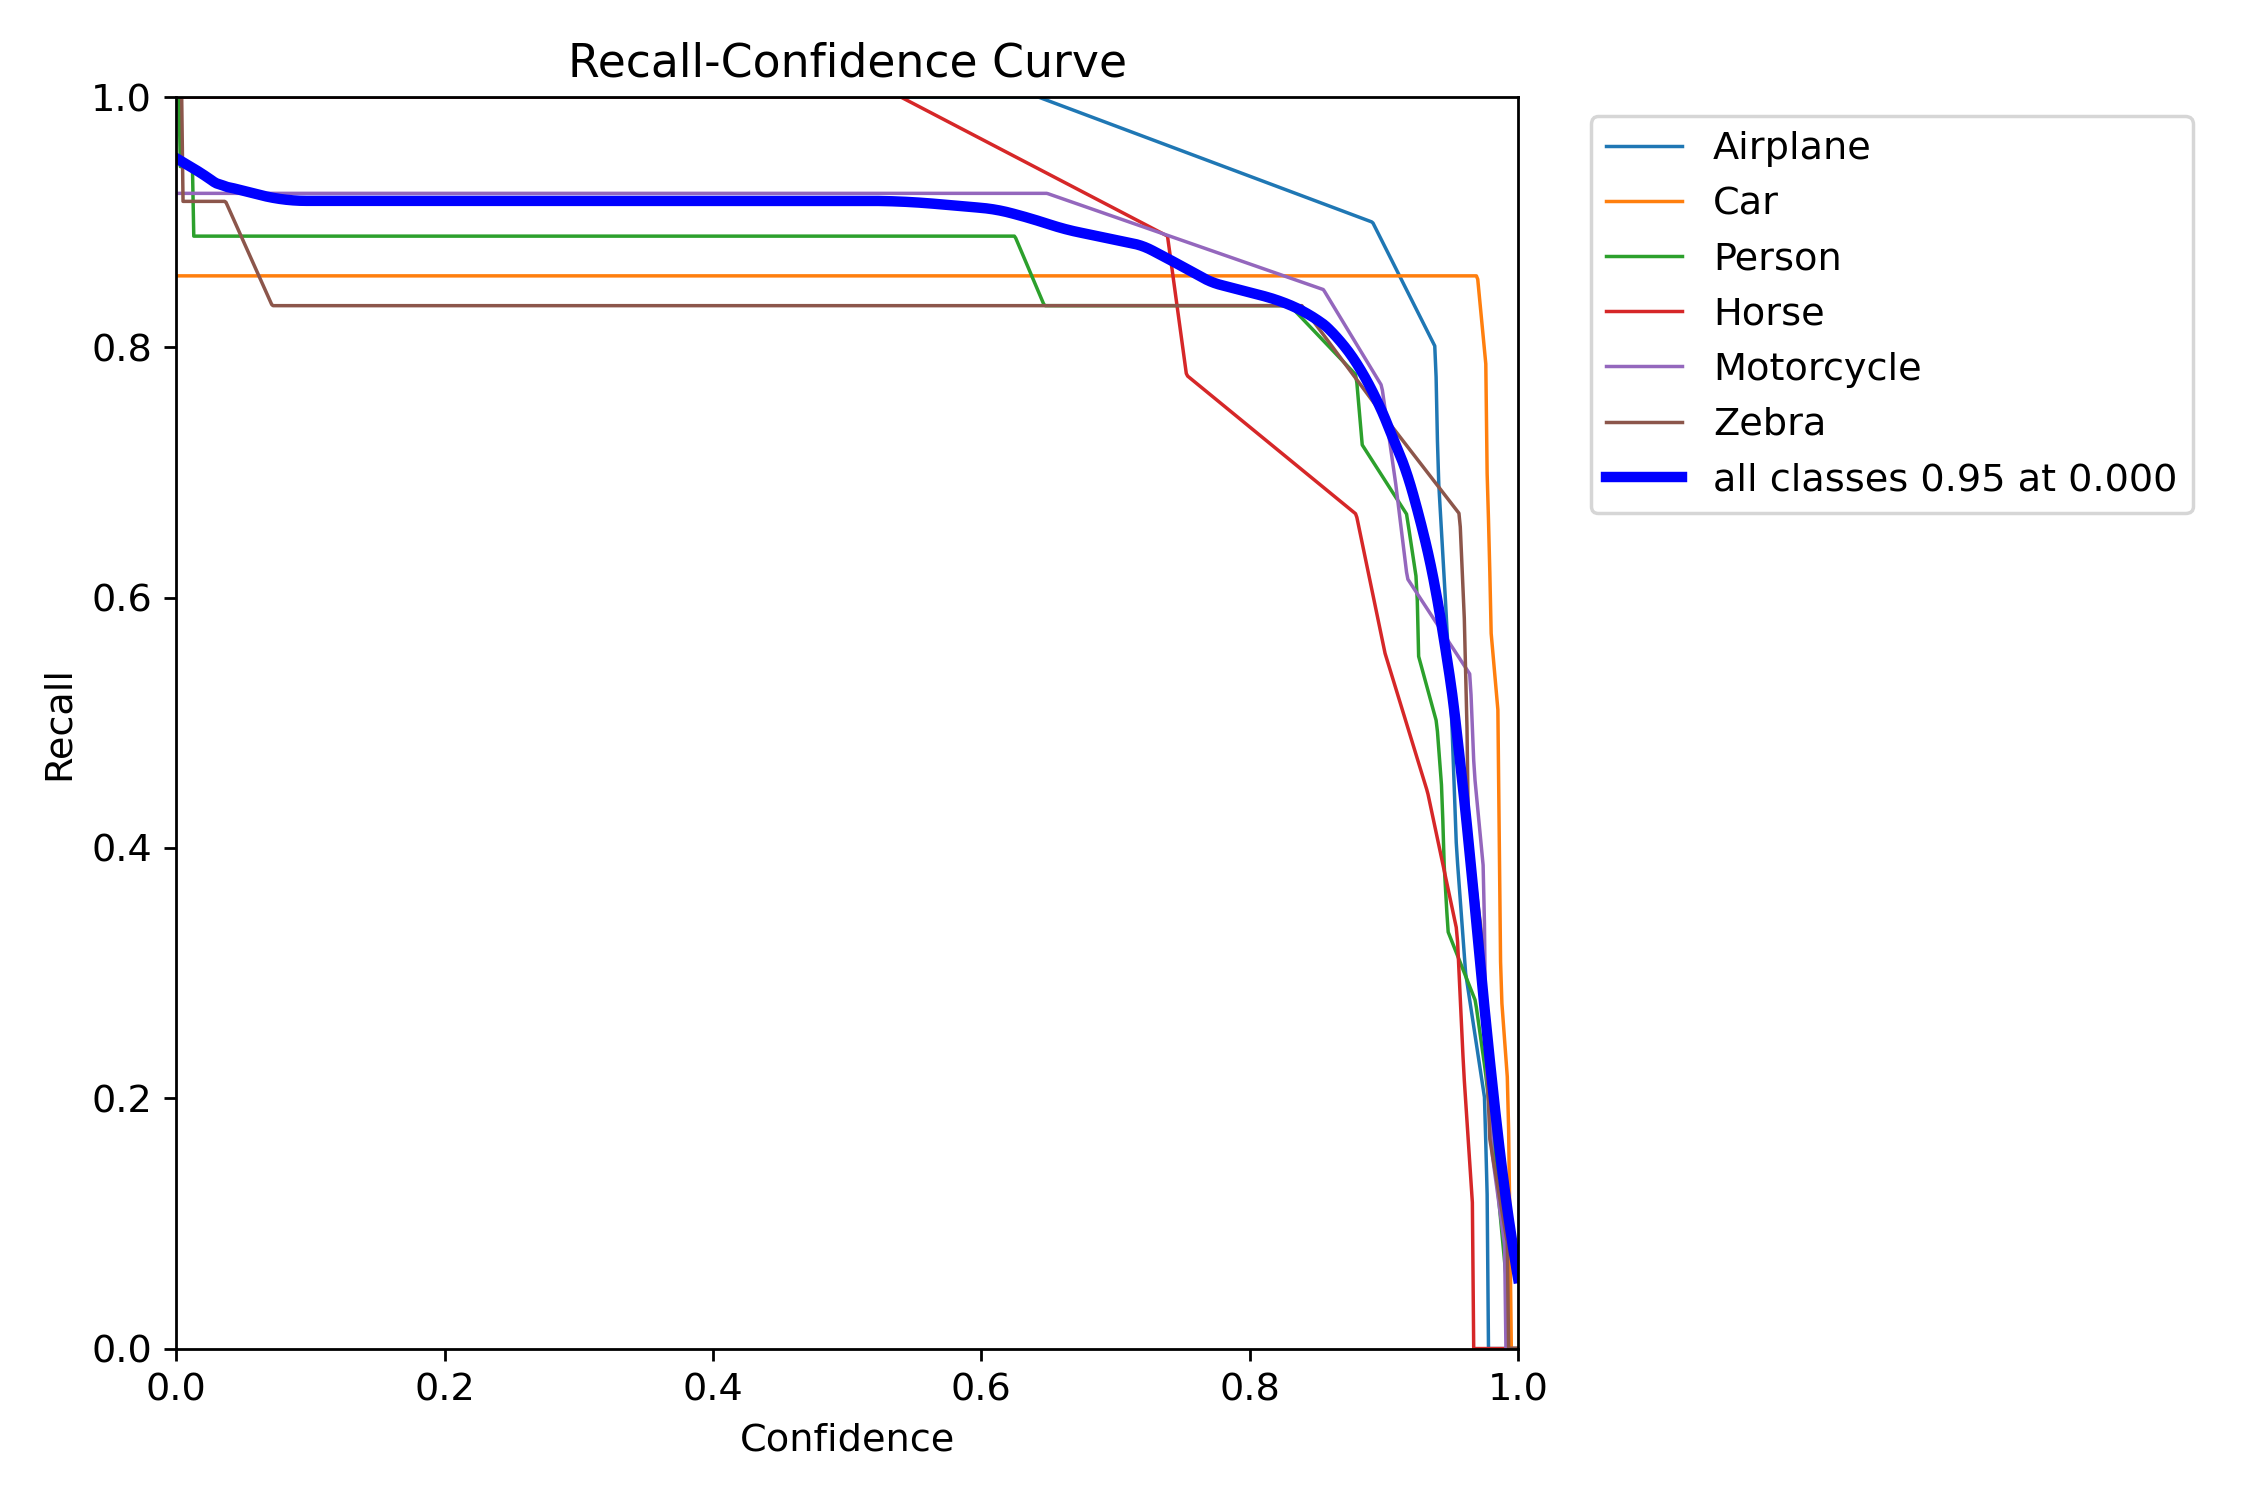 Recall-Confidence Curve
1.0
0.8
0.6
0.4
0.2
0.0
Recall
0.0 0.2 0.4 0.6 0.8 1.0
Confidence
Airplane
Car
Person
Horse
Motorcycle
Zebra
all classes 0.95 at 0.000